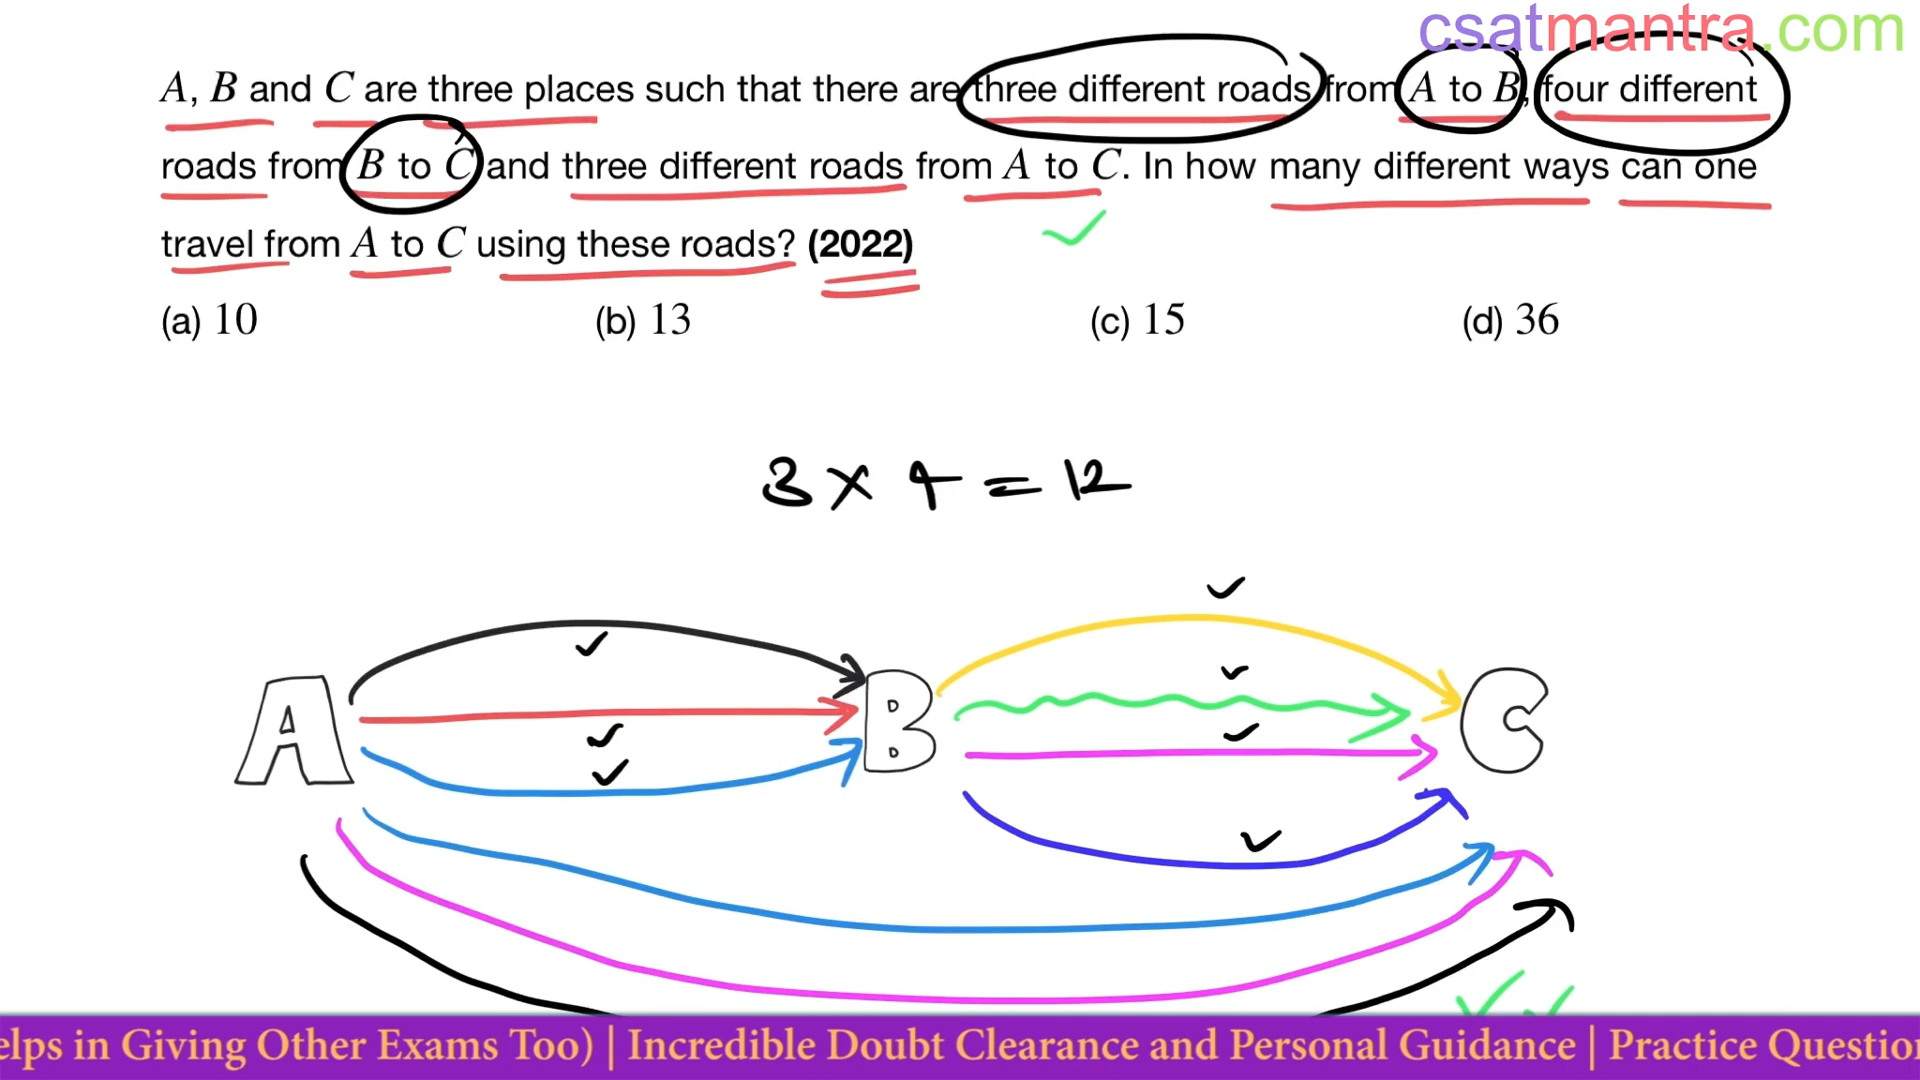 csatmantra.com
A, B and C are three places such that there are three different roads from A to B, four different
roads from B to C and three different roads from A to C. In how many different ways can one
travel from A to C using these roads? (2022)
(a) 10 (b) 13 (c) 15 (d) 36
3 × 4 = 12
A B C
elps in Giving Other Exams Too) | Incredible Doubt Clearance and Personal Guidance | Practice Question